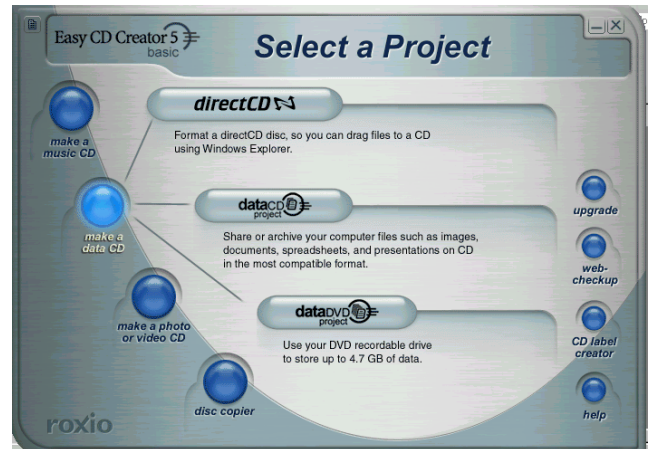 Easy CD Creator 5
basic
Select a Project
make a
music CD
directCD
Format a directCD disc, so you can drag files to a CD
using Windows Explorer.
make a
data CD
dataCD
project
Share or archive your computer files such as images,
documents, spreadsheets, and presentations on CD
in the most compatible format.
make a photo
or video CD
dataDVD
project
Use your DVD recordable drive
to store up to 4.7 GB of data.
disc copier
upgrade
web-
checkup
CD label
creator
help
roxio